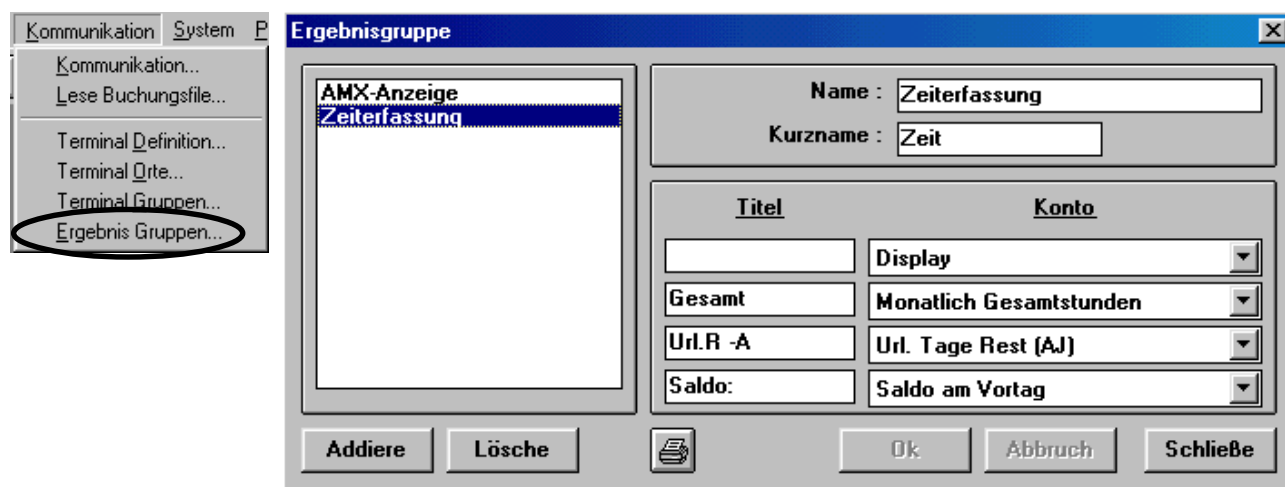 Kommunikation System P
Kommunikation...
Lese Buchungsfile...
Terminal Definition...
Terminal Orte...
Terminal Gruppen...
Ergebnis Gruppen...
Ergebnisgruppe
AMX-Anzeige
Zeiterfassung
Name : Zeiterfassung
Kurzname : Zeit
Titel Konto
Display
Gesamt Monatlich Gesamtstunden
Url.R -A Url. Tage Rest (AJ)
Saldo: Saldo am Vortag
Addiere Lösche Ok Abbruch Schließe